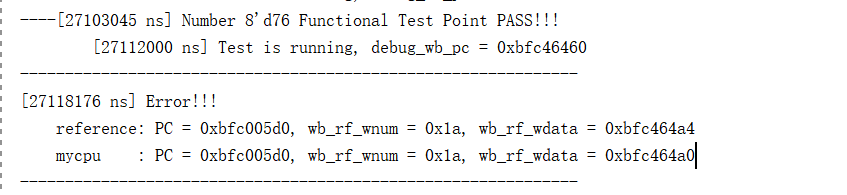 ----[27103045 ns] Number 8'd76 Functional Test Point PASS!!!
[27112000 ns] Test is running, debug_wb_pc = 0xbfc46460
--------------------------------------------------------------
[27118176 ns] Error!!!
reference: PC = 0xbfc005d0, wb_rf_wnum = 0x1a, wb_rf_wdata = 0xbfc464a4
mycpu    : PC = 0xbfc005d0, wb_rf_wnum = 0x1a, wb_rf_wdata = 0xbfc464a0
--------------------------------------------------------------